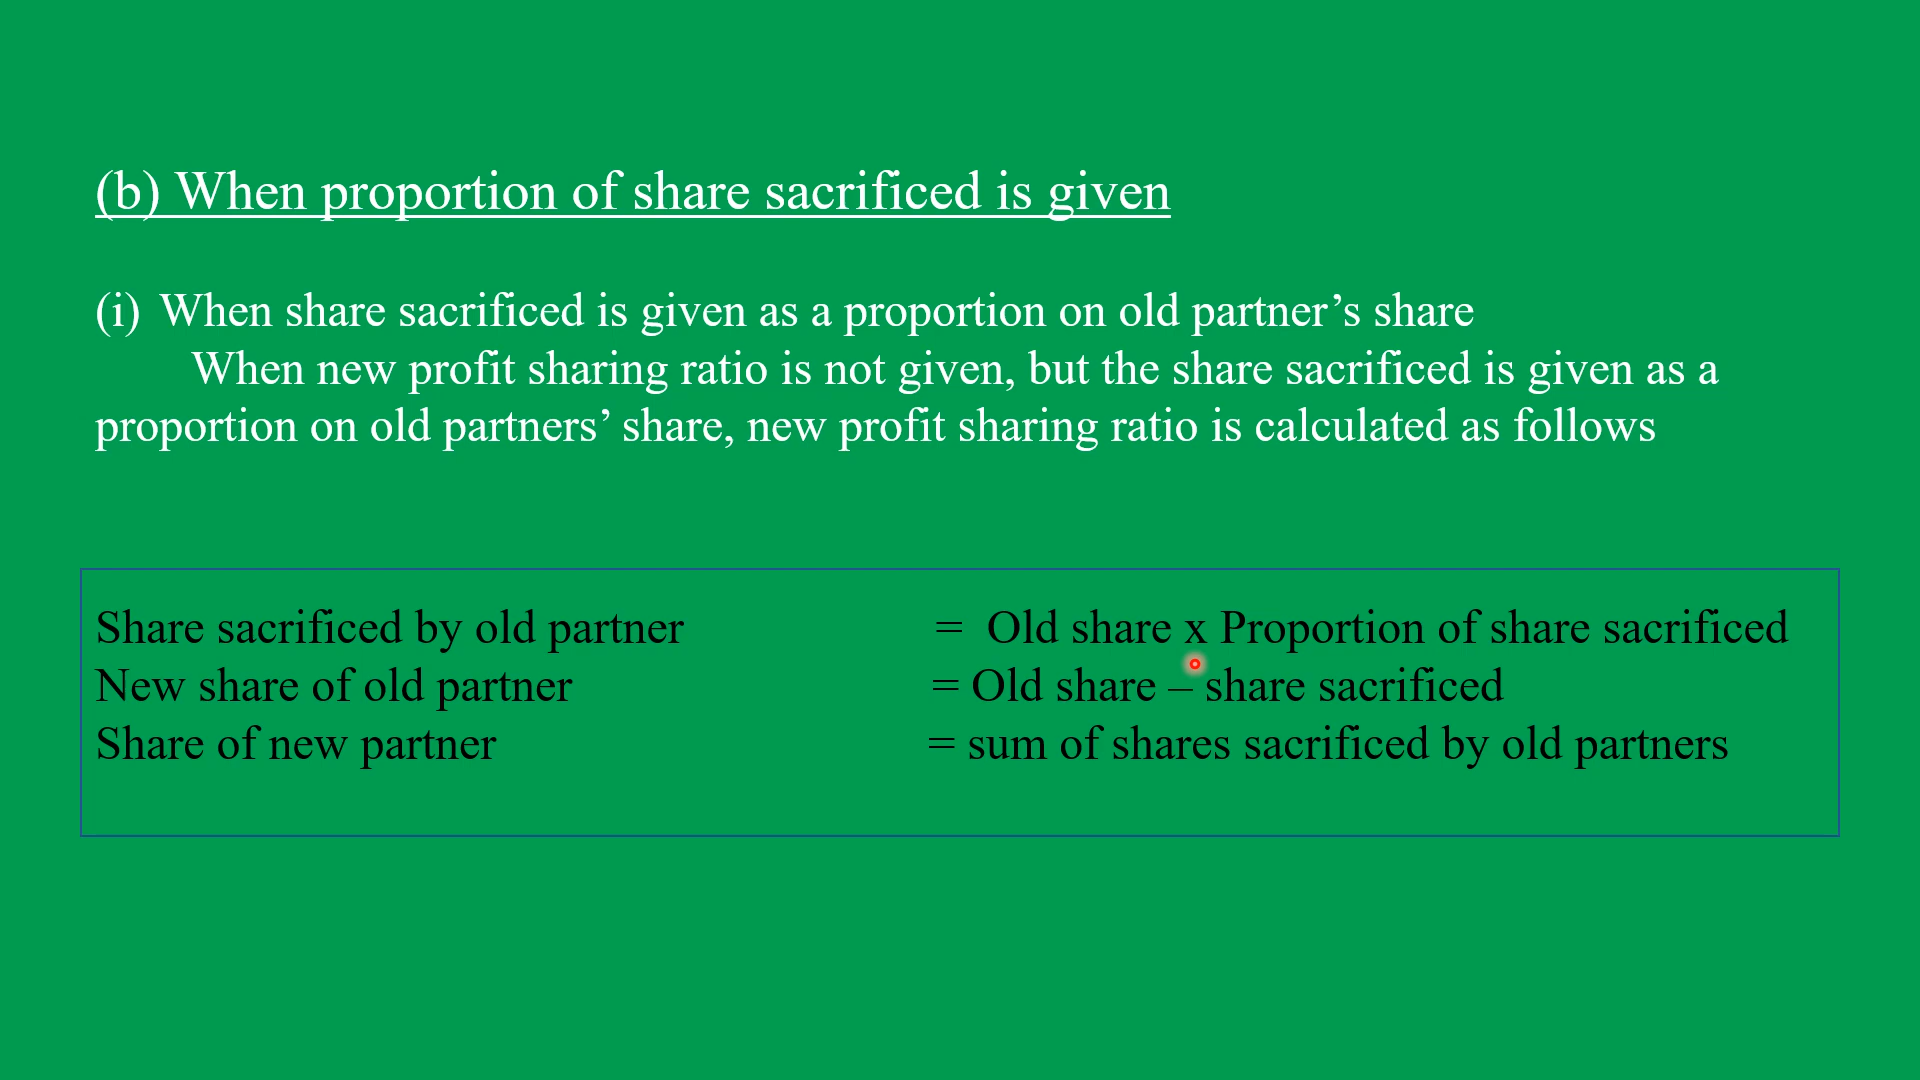 (b) When proportion of share sacrificed is given
(i) When share sacrificed is given as a proportion on old partner’s share
When new profit sharing ratio is not given, but the share sacrificed is given as a
proportion on old partners’ share, new profit sharing ratio is calculated as follows
Share sacrificed by old partner = Old share x Proportion of share sacrificed
New share of old partner = Old share – share sacrificed
Share of new partner = sum of shares sacrificed by old partners